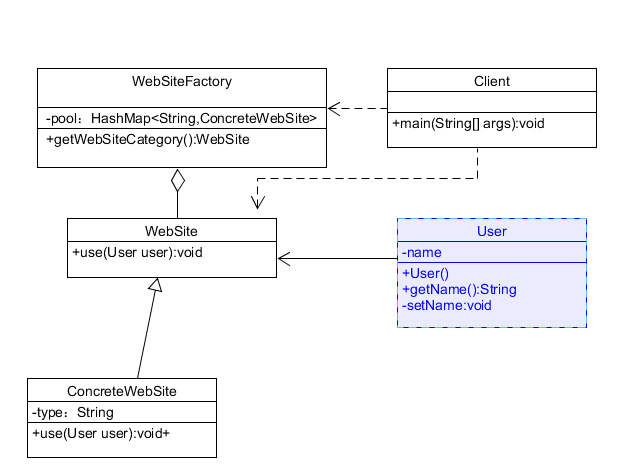 WebSiteFactory
-pool：HashMap<String,ConcreteWebSite>
+getWebSiteCategory():WebSite
Client
+main(String[] args):void
WebSite
+use(User user):void
User
-name
+User()
+getName():String
-setName:void
ConcreteWebSite
-type：String
+use(User user):void+